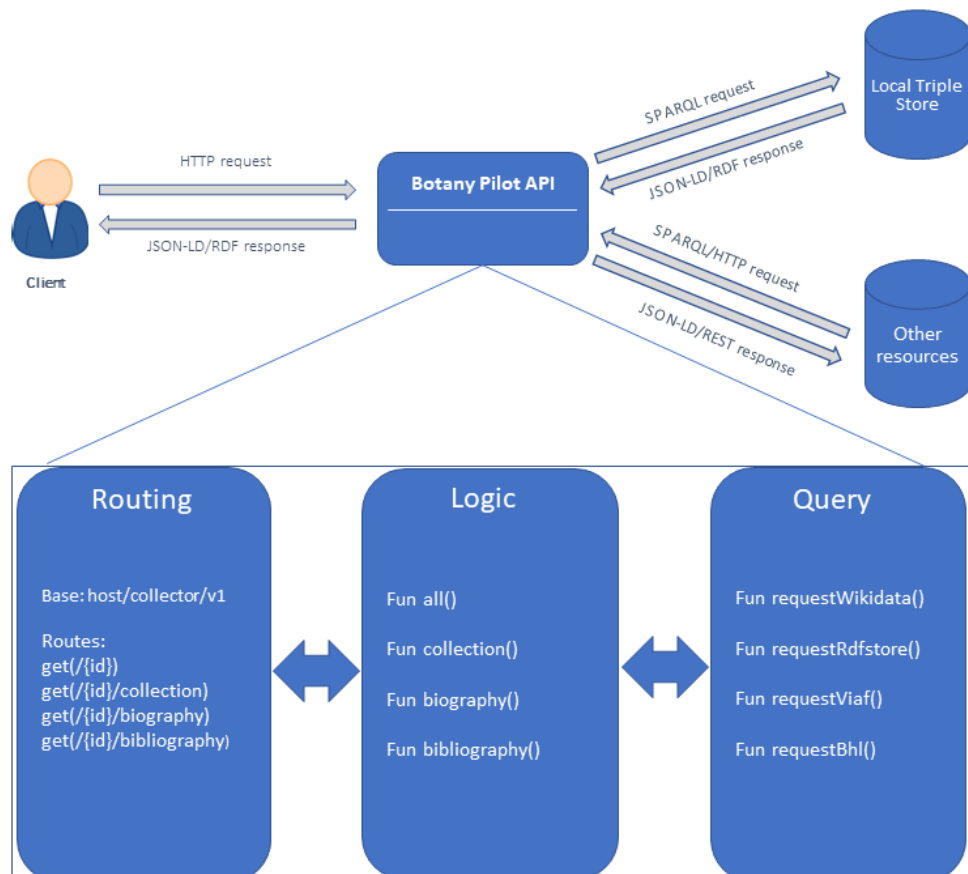 Local Triple
Store
SPARQL request
JSON-LD/RDF response
HTTP request
Botany Pilot API
JSON-LD/RDF response
Client
SPARQL/HTTP request
JSON-LD/REST response
Other
resources
Routing
Base: host/collector/v1
Routes:
get(/{id})
get(/{id}/collection)
get(/{id}/biography)
get(/{id}/bibliography)
Logic
Fun all()
Fun collection()
Fun biography()
Fun bibliography()
Query
Fun requestWikidata()
Fun requestRdfstore()
Fun requestViaf()
Fun requestBhl()